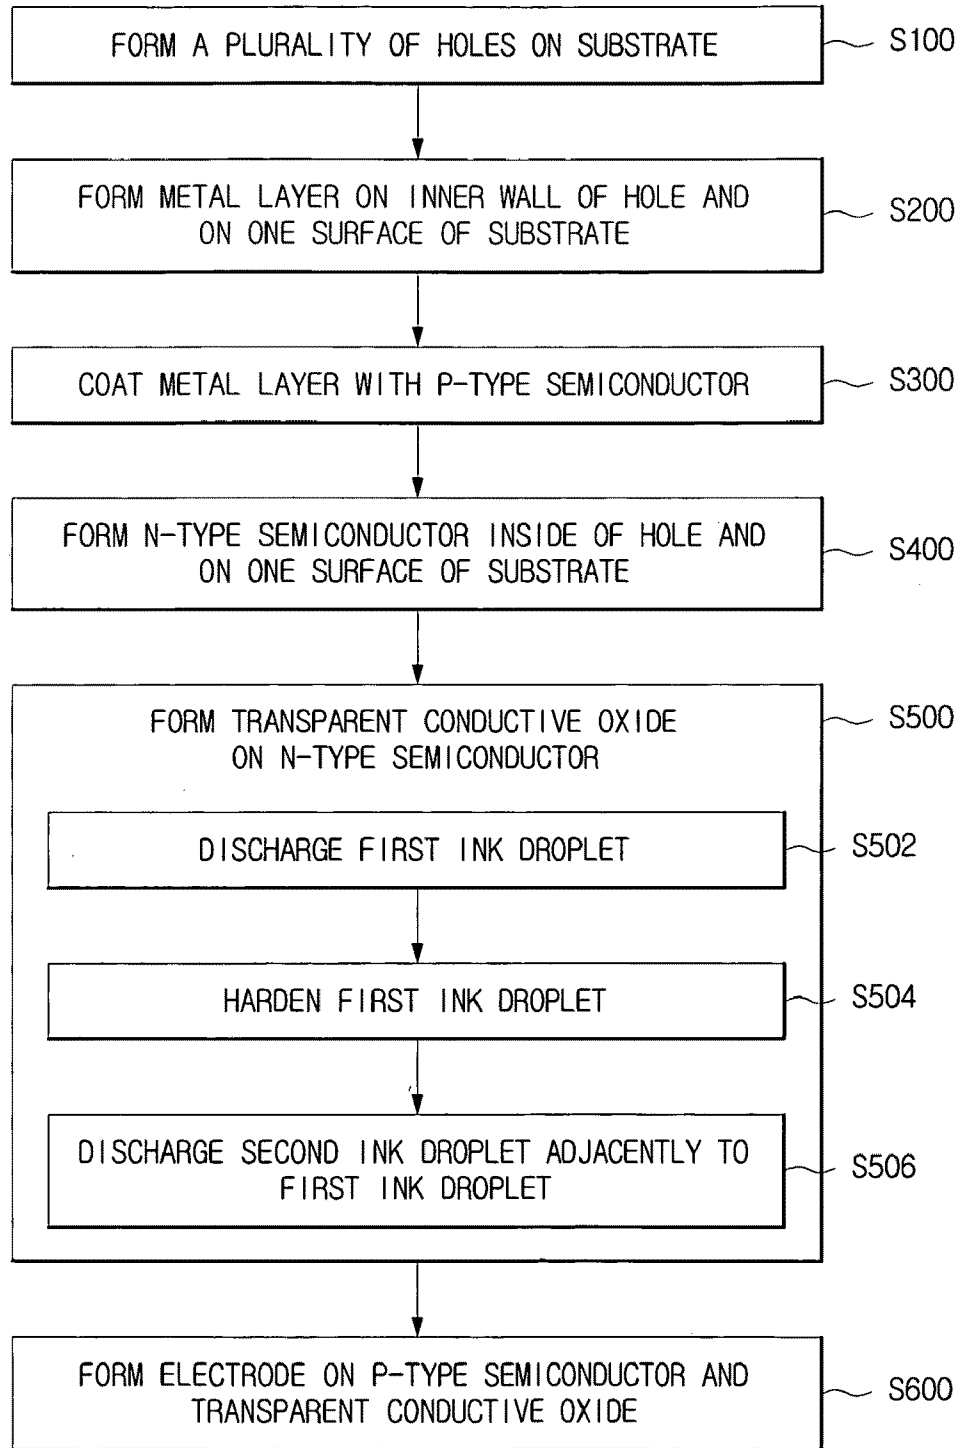 FORM A PLURALITY OF HOLES ON SUBSTRATE
S100
FORM METAL LAYER ON INNER WALL OF HOLE AND
ON ONE SURFACE OF SUBSTRATE
S200
COAT METAL LAYER WITH P-TYPE SEMICONDUCTOR
S300
FORM N-TYPE SEMICONDUCTOR INSIDE OF HOLE AND
ON ONE SURFACE OF SUBSTRATE
S400
FORM TRANSPARENT CONDUCTIVE OXIDE
ON N-TYPE SEMICONDUCTOR
S500
DISCHARGE FIRST INK DROPLET
S502
HARDEN FIRST INK DROPLET
S504
DISCHARGE SECOND INK DROPLET ADJACENTLY TO
FIRST INK DROPLET
S506
FORM ELECTRODE ON P-TYPE SEMICONDUCTOR AND
TRANSPARENT CONDUCTIVE OXIDE
S600